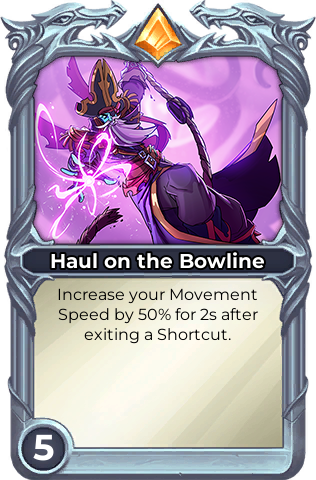 Haul on the Bowline
Increase your Movement
Speed by 50% for 2s after
exiting a Shortcut.
5